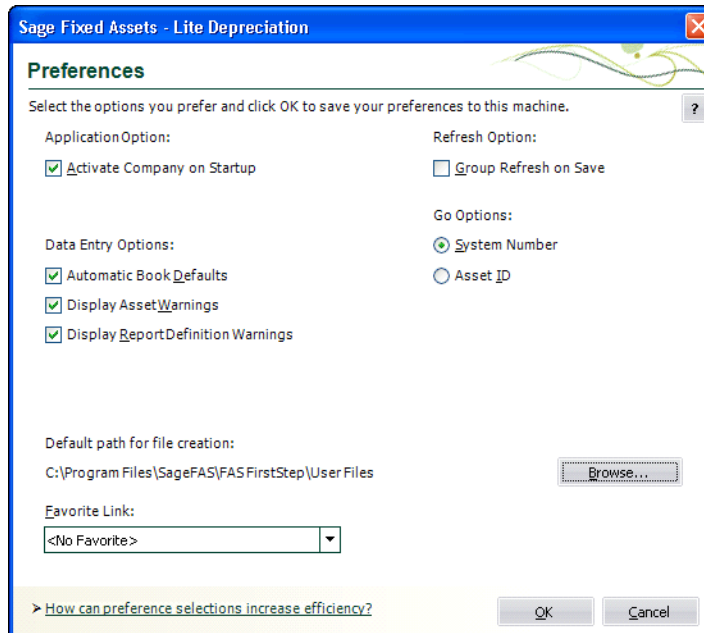 Sage Fixed Assets - Lite Depreciation
Preferences
Select the options you prefer and click OK to save your preferences to this machine.
?
Application Option:
Activate Company on Startup
Refresh Option:
Group Refresh on Save
Go Options:
System Number
Asset ID
Data Entry Options:
Automatic Book Defaults
Display Asset Warnings
Display Report Definition Warnings
Default path for file creation:
C:\Program Files\SageFAS\FAS FirstStep\User Files
Browse...
Favorite Link:
<No Favorite>
How can preference selections increase efficiency?
OK
Cancel